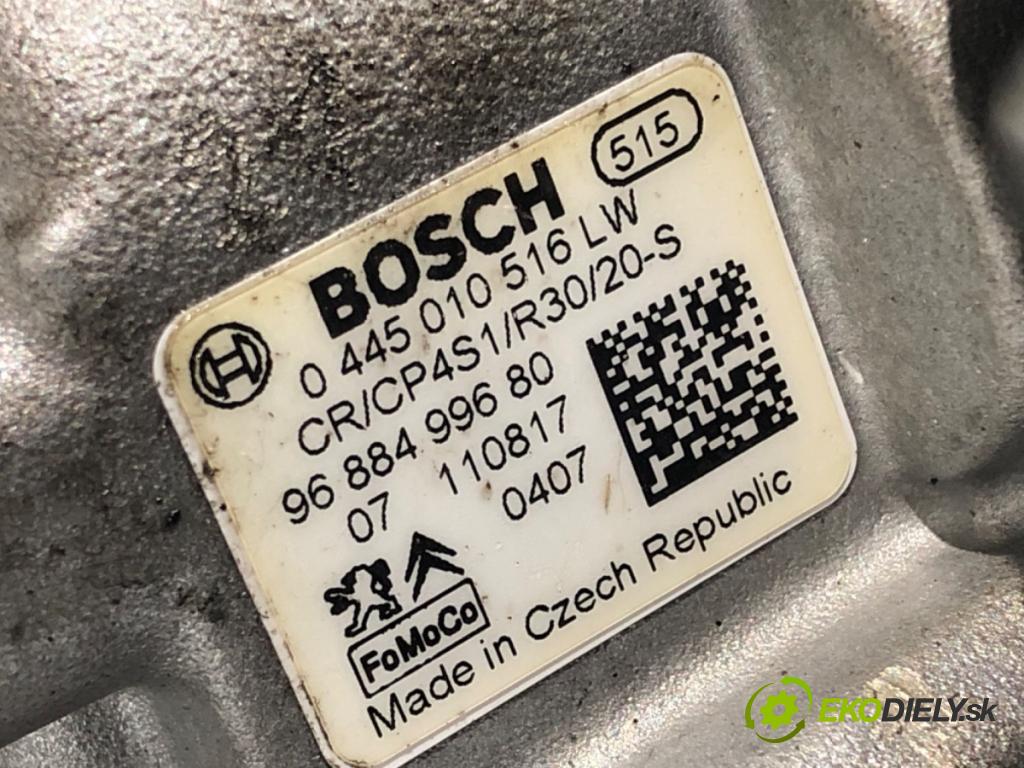 515
BOSCH
0 445 010 516 LW
CR/CP4S1/R30/20-S
96 884 996 80
07 110817
0407
FoMoCo
Made in Czech Republic
EKODIELY.sk